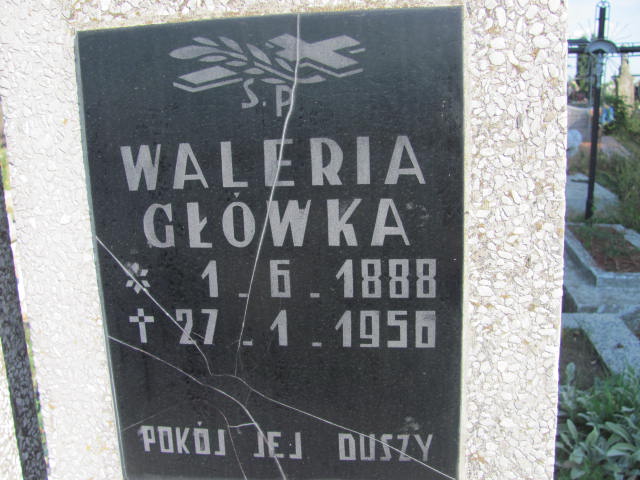 S.P
WALERIA
GŁÓWKA
* 1 - 6 - 1888
✝ 27 - 1 - 1956
POKÓJ JEJ DUSZY